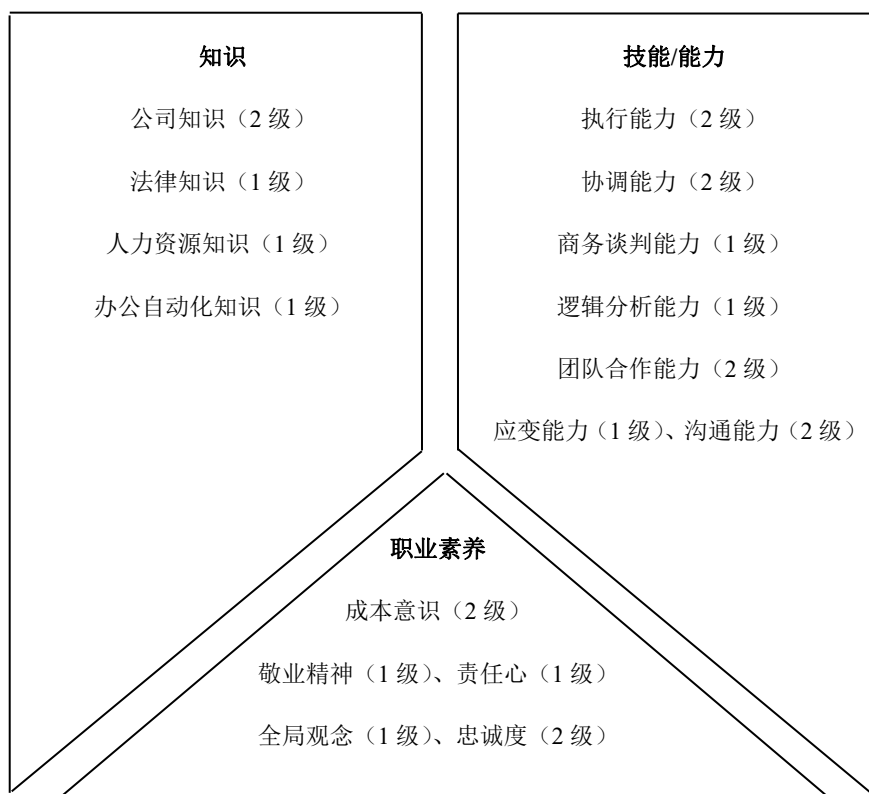 知识
公司知识（2 级）
法律知识（1 级）
人力资源知识（1 级）
办公自动化知识（1 级）
技能/能力
执行能力（2 级）
协调能力（2 级）
商务谈判能力（1 级）
逻辑分析能力（1 级）
团队合作能力（2 级）
应变能力（1 级）、沟通能力（2 级）
职业素养
成本意识（2 级）
敬业精神（1 级）、责任心（1 级）
全局观念（1 级）、忠诚度（2 级）